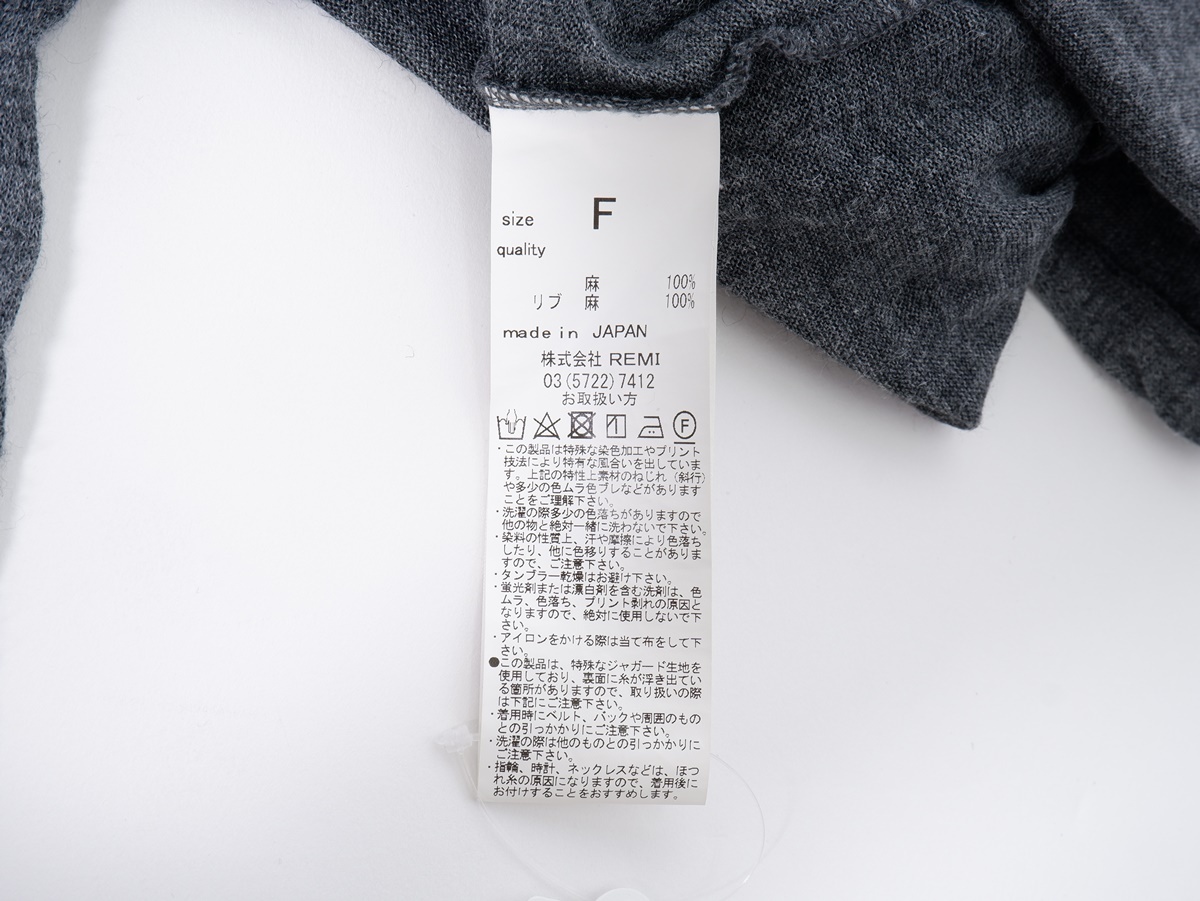 size F
quality
麻 100%
リブ 麻 100%
made in JAPAN
株式会社 REMI
03(5722)7412
お取扱い方
F
・この製品は特殊な染色加工やプリント
技法により特有な風合いを出していま
す。上記の特性上素材のねじれ（斜行）
や多少の色ムラ色ブレなどがあります
ことをご理解下さい。
・洗濯の際多少の色落ちがありますので
他の物と絶対一緒に洗わないで下さい。
・染料の性質上、汗や摩擦により色落ち
したり、他に色移りすることがありま
すので、ご注意下さい。
・タンブラー乾燥はお避け下さい。
・蛍光剤または漂白剤を含む洗剤は、色
ムラ、色落ち、プリント剥れの原因と
なりますので、絶対に使用しないで下
さい。
・アイロンをかける際は当て布をして下
さい。
●この製品は、特殊なジャガード生地を
使用しており、裏面に糸が浮き出てい
る箇所がありますので、取り扱いの際
は下記にご注意下さい。
・着用時にベルト、バックや周囲のもの
との引っかかりにご注意下さい。
・洗濯の際は他のものとの引っかかりに
ご注意下さい。
・指輪、時計、ネックレスなどは、ほつ
れ糸の原因になりますので、着用後に
お付けすることをおすすめします。